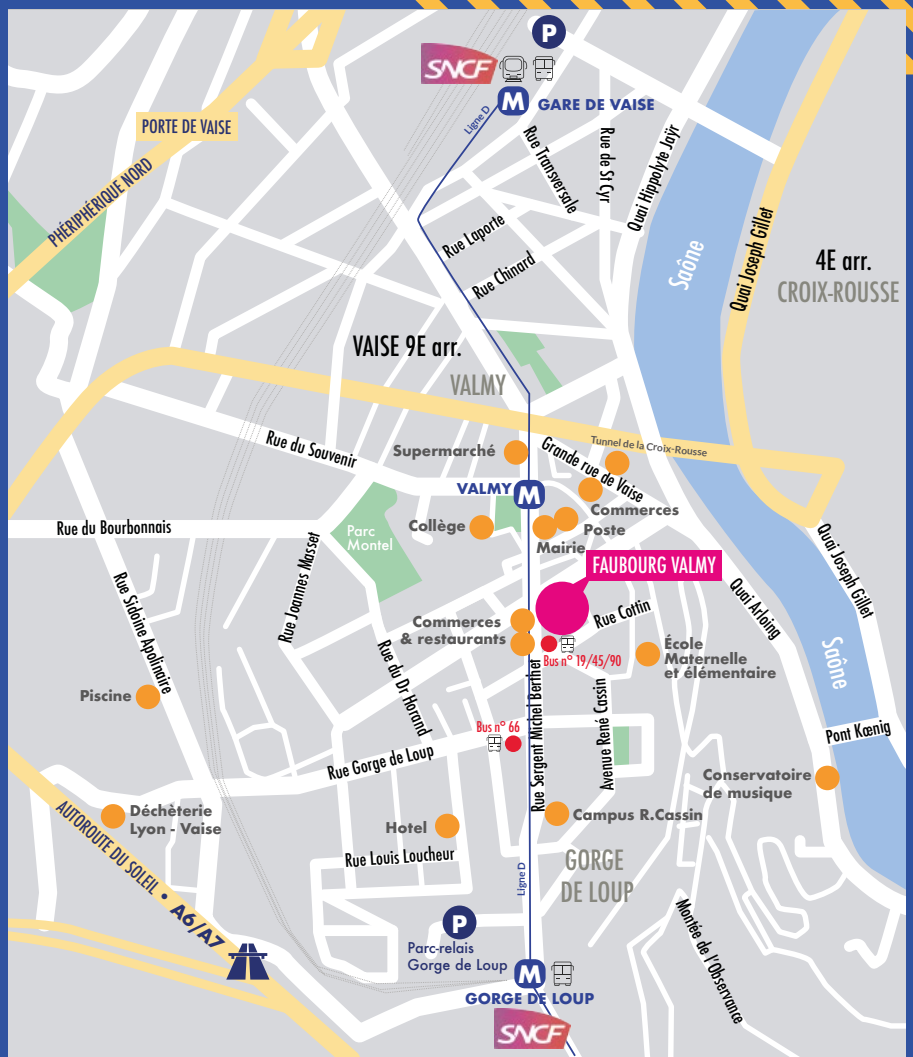 P
SNCF
M GARE DE VAISE
Ligne D
PORTE DE VAISE
PHÉRIPHÉRIQUE NORD
Rue Transversale
Rue de St Cyr
Quai Hippolyte Jaÿr
Rue Laporte
Rue Chinard
Saône
Quai Joseph Gillet
4E arr.
CROIX-ROUSSE
VAISE 9E arr.
VALMY
Rue du Souvenir
Supermarché
Tunnel de la Croix-Rousse
Grande rue de Vaise
VALMY M
Commerces
Poste
Mairie
Collège
Rue du Bourbonnais
Parc
Montel
Rue Joannes Masset
FAUBOURG VALMY
Quai Joseph Gillet
Quai Arloing
Rue Sidoine Apolinaire
Commerces
& restaurants
Rue Cottin
Bus n° 19/45/90
École
Maternelle
et élémentaire
Saône
Rue du Dr Horand
Rue Sergent Michel Berthet
Avenue René Cassin
Piscine
Bus n° 66
Pont Kœnig
Rue Gorge de Loup
Conservatoire
de musique
Déchèterie
Lyon - Vaise
Hotel
Campus R.Cassin
AUTOROUTE DU SOLEIL • A6/A7
Rue Louis Loucheur
Ligne D
GORGE
DE LOUP
Montée de l'Observance
P
Parc-relais
Gorge de Loup
M
GORGE DE LOUP
SNCF